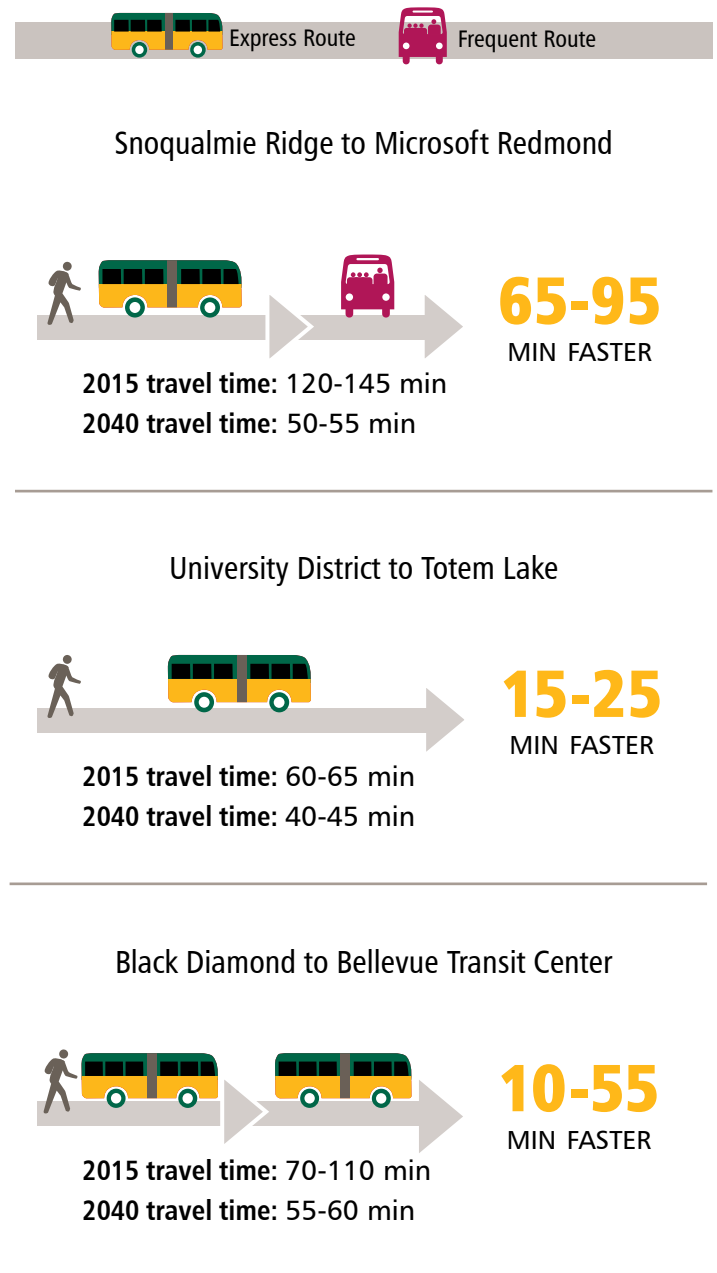 Express Route Frequent Route
Snoqualmie Ridge to Microsoft Redmond
65-95
MIN FASTER
2015 travel time: 120-145 min
2040 travel time: 50-55 min
University District to Totem Lake
15-25
MIN FASTER
2015 travel time: 60-65 min
2040 travel time: 40-45 min
Black Diamond to Bellevue Transit Center
10-55
MIN FASTER
2015 travel time: 70-110 min
2040 travel time: 55-60 min